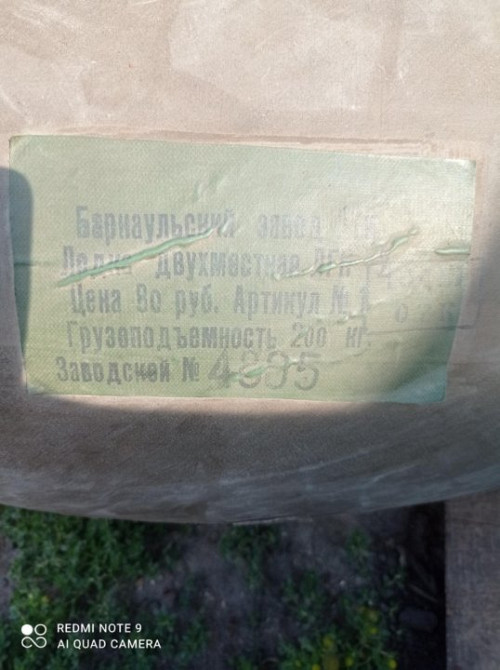 Барнаульский завод
Лодка двухместная
Цена 80 руб. Артикул №
Грузоподъемность 200 кг.
Заводской №
REDMI NOTE 9
AI QUAD CAMERA